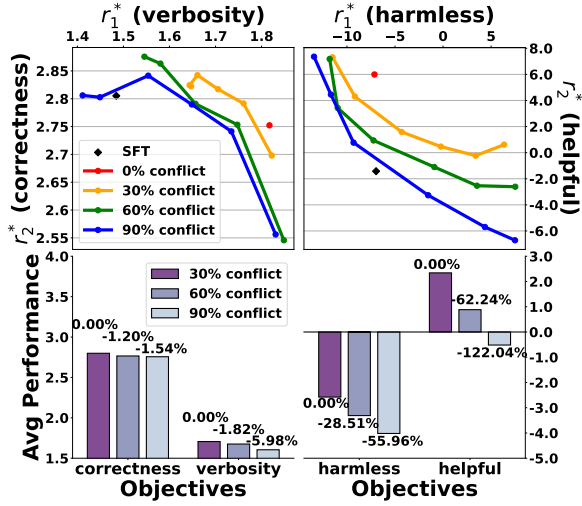 r₁* (verbosity)
1.4 1.5 1.6 1.7 1.8
r₁* (harmless)
−10 −5 0 5
r₂* (correctness)
2.85
2.80
2.75
2.70
2.65
2.60
2.55
SFT
0% conflict
30% conflict
60% conflict
90% conflict
8.0
6.0
4.0
2.0
0.0
-2.0
-4.0
-6.0
r₂* (helpful)
Avg Performance
4.0
3.5
3.0
2.5
2.0
1.5
30% conflict
60% conflict
90% conflict
0.00%
-1.20%
-1.54%
0.00%
-1.82%
-5.98%
correctness verbosity
Objectives
0.00%
-28.51%
-55.96%
0.00%
-62.24%
-122.04%
3.0
2.0
1.0
0.0
-1.0
-2.0
-3.0
-4.0
-5.0
harmless helpful
Objectives